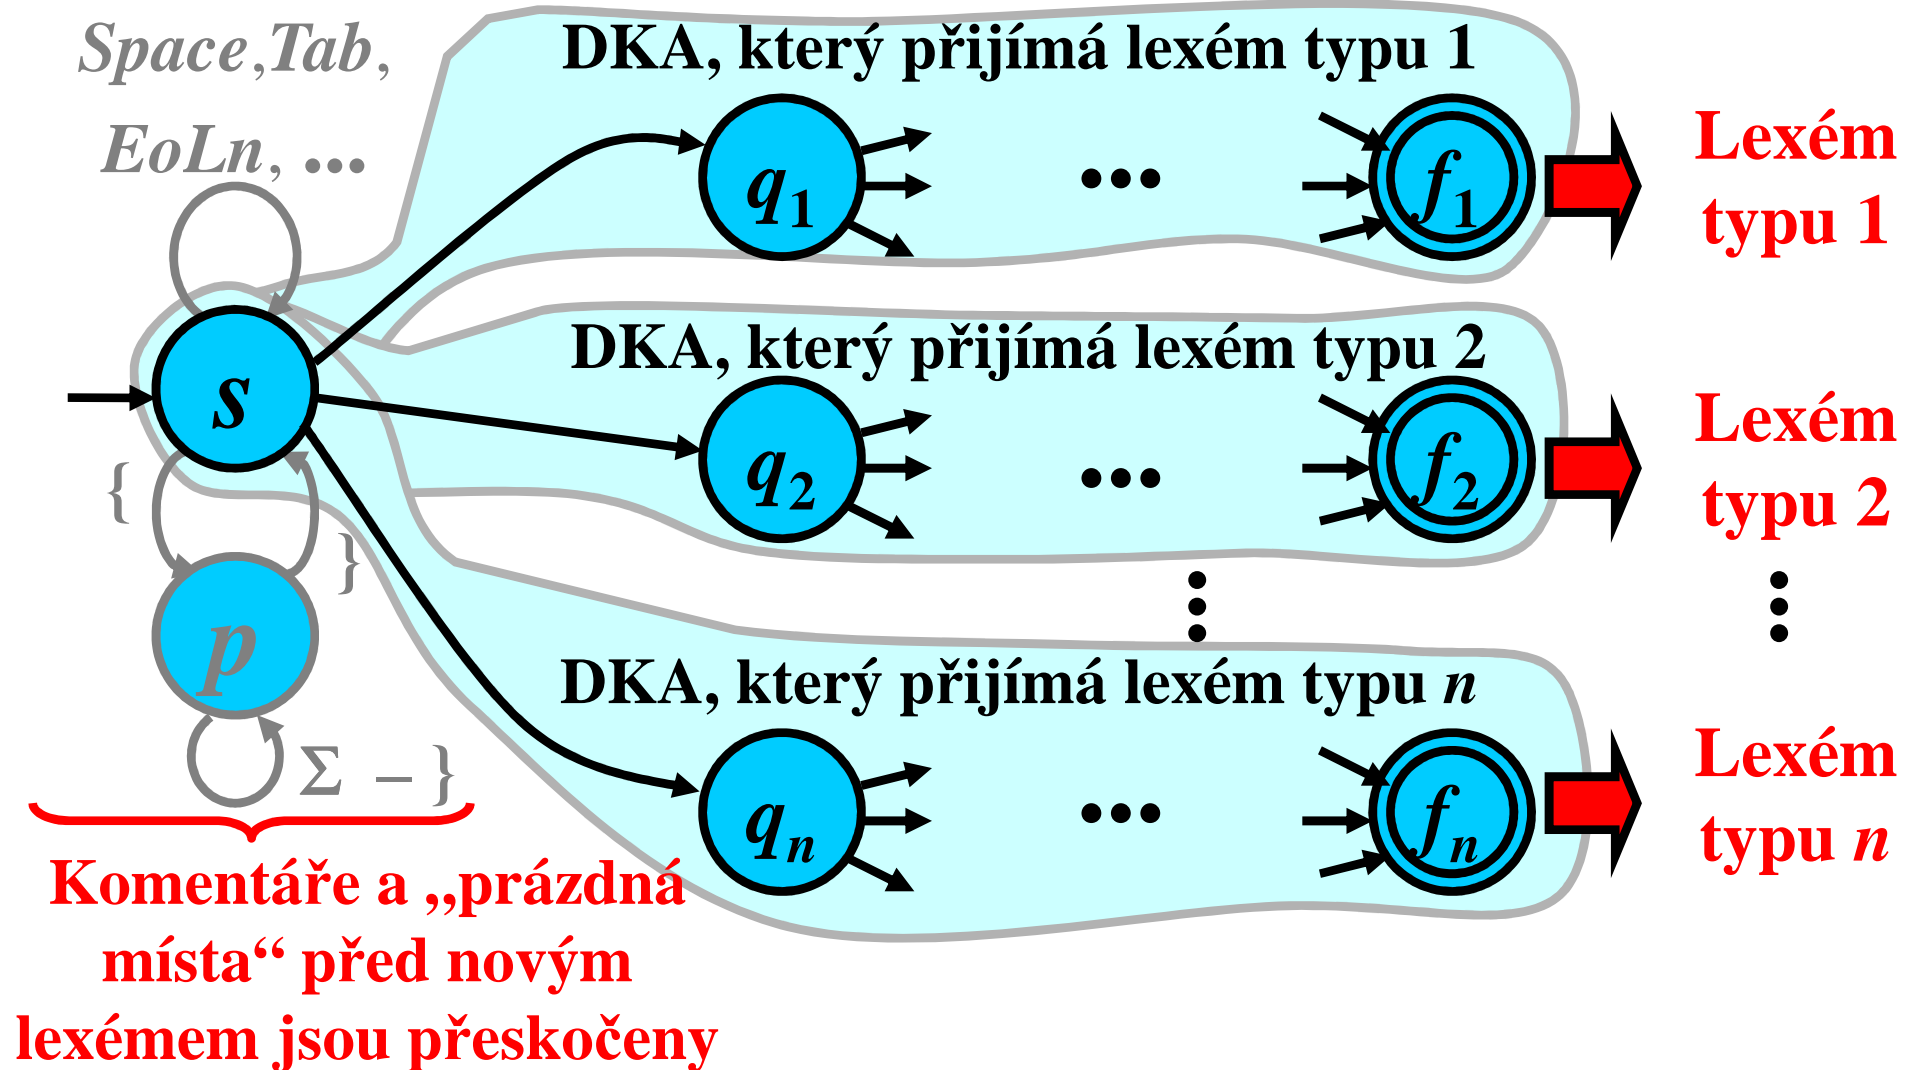 Space,Tab,
EoLn, ...
DKA, který přijímá lexém typu 1
q1
...
f1
Lexém
typu 1
s
DKA, který přijímá lexém typu 2
q2
...
f2
Lexém
typu 2
{
}
p
Σ – }
DKA, který přijímá lexém typu n
qn
...
fn
Lexém
typu n
Komentáře a „prázdná
místa“ před novým
lexémem jsou přeskočeny